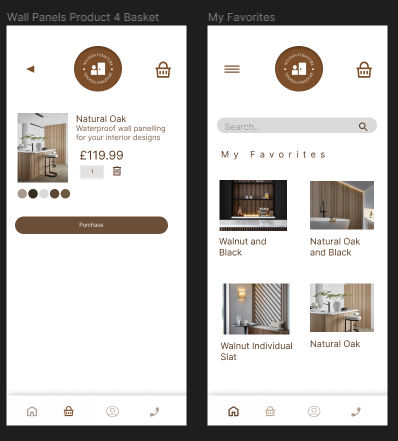 Wall Panels Product 4 Basket
Natural Oak
Waterproof wall panelling
for your interior designs
£119.99
1
Purchase
My Favorites
Search..
My Favorites
Walnut and
Black
Natural Oak
and Black
Walnut Individual
Slat
Natural Oak